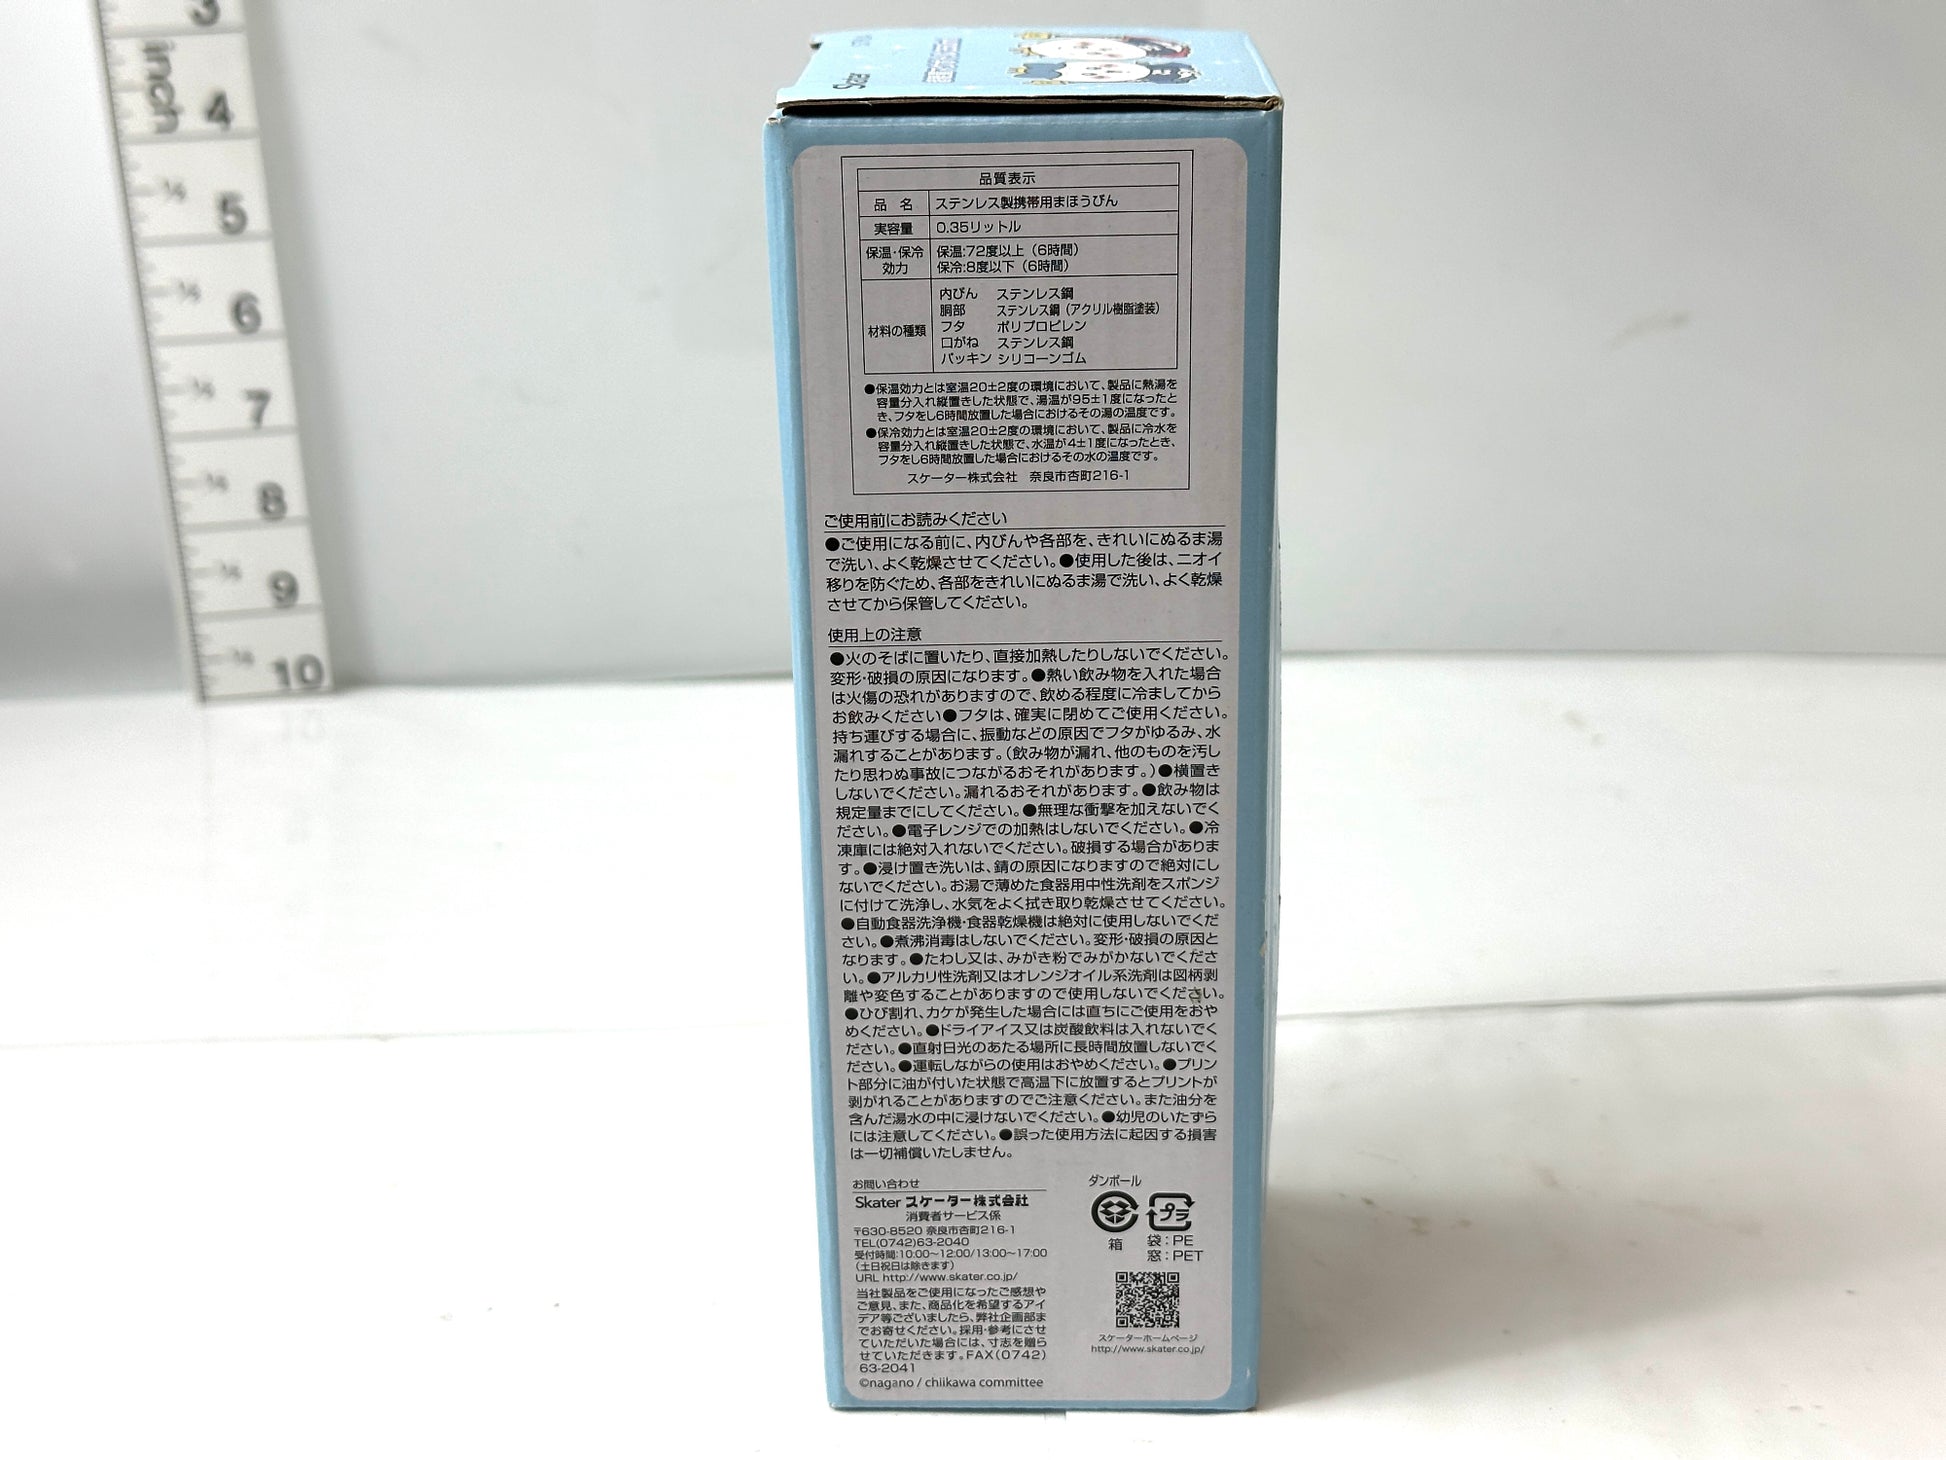 3
inch
4
5
6
7
8
9
10
品質表示
品 名 ステンレス製携帯用まほうびん
実容量 0.35リットル
保温・保冷効力 保温:72度以上（6時間）
保冷:8度以下（6時間）
材料の種類
内びん ステンレス鋼
胴部 ステンレス鋼（アクリル樹脂塗装）
フタ ポリプロピレン
口がね ステンレス鋼
パッキン シリコーンゴム
●保温効力とは室温20±2度の環境において、製品に熱湯を
容量分入れ縦置きした状態で、湯温が95±1度になったと
き、フタをし6時間放置した場合におけるその湯の温度です。
●保冷効力とは室温20±2度の環境において、製品に冷水を
容量分入れ縦置きした状態で、水温が4±1度になったとき、
フタをし6時間放置した場合におけるその水の温度です。
スケーター株式会社 奈良市杏町216-1
ご使用前にお読みください
●ご使用になる前に、内びんや各部を、きれいにぬるま湯
で洗い、よく乾燥させてください。●使用した後は、ニオイ
移りを防ぐため、各部をきれいにぬるま湯で洗い、よく乾燥
させてから保管してください。
使用上の注意
●火のそばに置いたり、直接加熱したりしないでください。
変形・破損の原因になります。●熱い飲み物を入れた場合
は火傷の恐れがありますので、飲める程度に冷ましてから
お飲みください●フタは、確実に閉めてご使用ください。
持ち運びする場合に、振動などの原因でフタがゆるみ、水
漏れすることがあります。（飲み物が漏れ、他のものを汚し
たり思わぬ事故につながるおそれがあります。）●横置き
しないでください。漏れるおそれがあります。●飲み物は
規定量までにしてください。●無理な衝撃を加えないでく
ださい。●電子レンジでの加熱はしないでください。●冷
凍庫には絶対入れないでください。破損する場合がありま
す。●浸け置き洗いは、錆の原因になりますので絶対にし
ないでください。お湯で薄めた食器用中性洗剤をスポンジ
に付けて洗浄し、水気をよく拭き取り乾燥させてください。
●自動食器洗浄機・食器乾燥機は絶対に使用しないでくだ
さい。●煮沸消毒はしないでください。変形・破損の原因と
なります。●たわし又は、みがき粉でみがかないでくださ
い。●アルカリ性洗剤又はオレンジオイル系洗剤は図柄剥
離や変色することがありますので使用しないでください。
●ひび割れ、カケが発生した場合には直ちにご使用をおや
めください。●ドライアイス又は炭酸飲料は入れないでく
ださい。●直射日光のあたる場所に長時間放置しないでく
ださい。●運転しながらの使用はおやめください。●プリン
ト部分に油が付いた状態で高温下に放置するとプリントが
剥がれることがありますのでご注意ください。また油分を
含んだ湯水の中に浸けないでください。●幼児のいたずら
には注意してください。●誤った使用方法に起因する損害
は一切補償いたしません。
お問い合わせ
Skater スケーター株式会社
消費者サービス係
〒630-8520 奈良市杏町216-1
TEL(0742)63-2040
受付時間:10:00〜12:00/13:00〜17:00
（土日祝日は除きます）
URL http://www.skater.co.jp/
当社製品をご使用になったご感想や
ご意見、また、商品化を希望するアイ
デア等ございましたら、弊社企画部ま
でお寄せください。採用・参考にさせ
ていただいた場合には、寸志を贈ら
せていただきます。FAX(0742)
63-2041
©nagano / chiikawa committee
ダンボール
プラ
箱
袋：PE
窓：PET
スケーターホームページ
http://www.skater.co.jp/